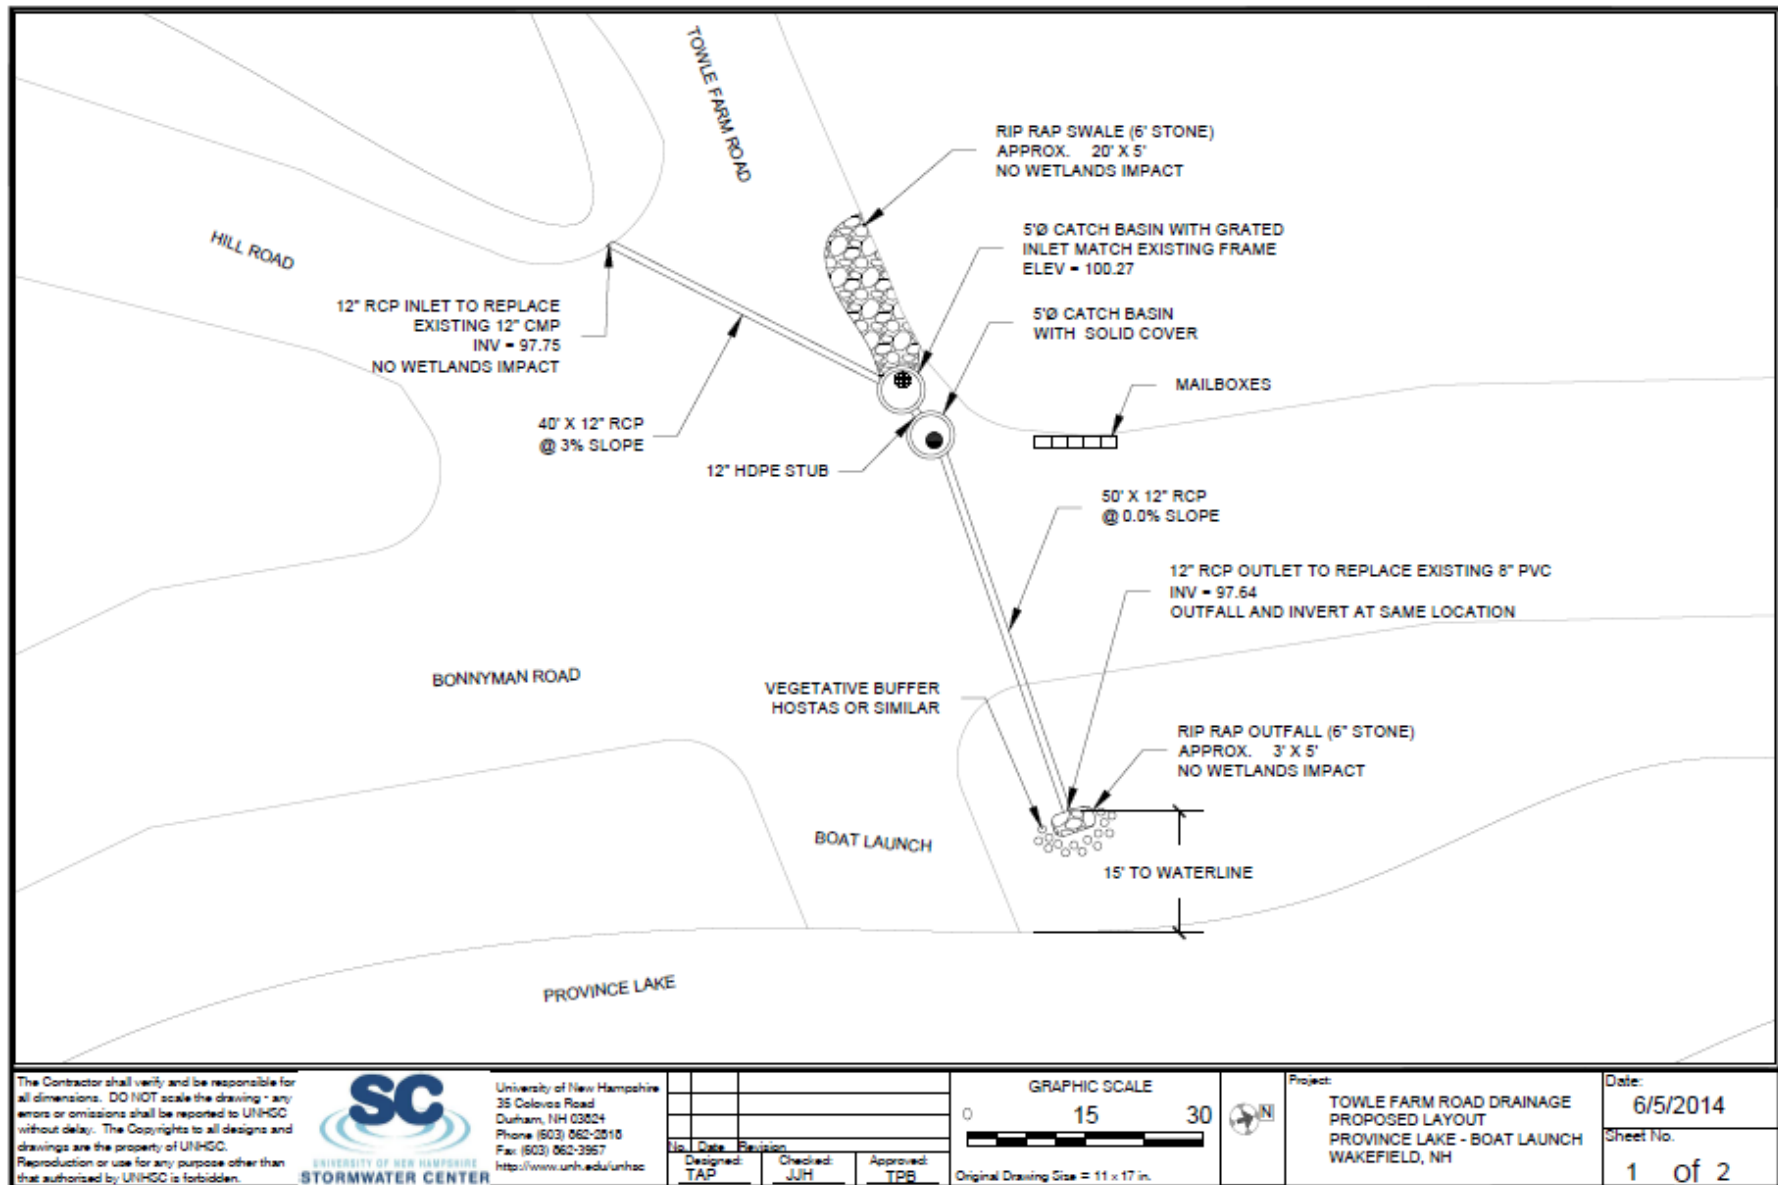 TOWLE FARM ROAD
RIP RAP SWALE (6' STONE)
APPROX. 20' X 5'
NO WETLANDS IMPACT
HILL ROAD
5'Ø CATCH BASIN WITH GRATED
INLET MATCH EXISTING FRAME
ELEV = 100.27
12" RCP INLET TO REPLACE
EXISTING 12" CMP
INV = 97.75
NO WETLANDS IMPACT
5'Ø CATCH BASIN
WITH SOLID COVER
MAILBOXES
40' X 12" RCP
@ 3% SLOPE
12" HDPE STUB
50' X 12" RCP
@ 0.0% SLOPE
12" RCP OUTLET TO REPLACE EXISTING 8" PVC
INV = 97.64
OUTFALL AND INVERT AT SAME LOCATION
BONNYMAN ROAD
VEGETATIVE BUFFER
HOSTAS OR SIMILAR
RIP RAP OUTFALL (6" STONE)
APPROX. 3' X 5'
NO WETLANDS IMPACT
BOAT LAUNCH
15' TO WATERLINE
PROVINCE LAKE
The Contractor shall verify and be responsible for
all dimensions. DO NOT scale the drawing - any
errors or omissions shall be reported to UNHSC
without delay. The Copyrights to all designs and
drawings are the property of UNHSC.
Reproduction or use for any purpose other than
that authorised by UNHSC is forbidden.
SC
UNIVERSITY OF NEW HAMPSHIRE
STORMWATER CENTER
University of New Hampshire
35 Colovos Road
Durham, NH 03824
Phone (603) 862-2818
Fax (603) 862-3957
http://www.unh.edu/unhsc
No. Date Revision
Designed: Checked: Approved:
TAP JJH TPB
GRAPHIC SCALE
0 15 30
Original Drawing Size = 11 x 17 in.
N
Project:
TOWLE FARM ROAD DRAINAGE
PROPOSED LAYOUT
PROVINCE LAKE - BOAT LAUNCH
WAKEFIELD, NH
Date:
6/5/2014
Sheet No.
1 of 2